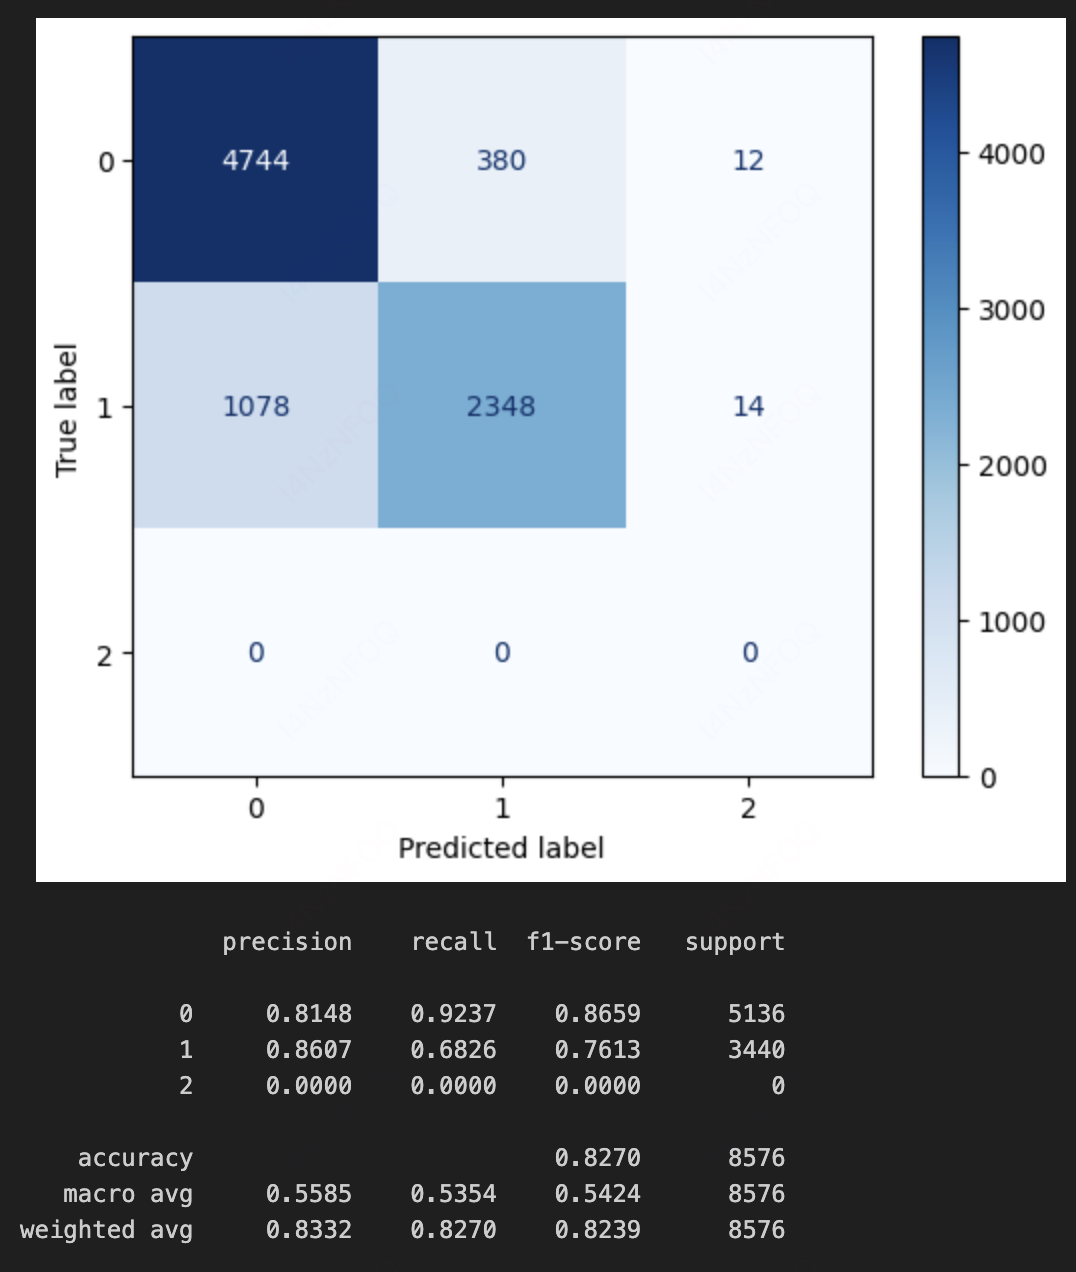 0
4744
380
12
4000
3000
True label
1
1078
2348
14
2000
1000
2
0
0
0
0
0
1
2
Predicted label
precision recall f1-score support
0 0.8148 0.9237 0.8659 5136
1 0.8607 0.6826 0.7613 3440
2 0.0000 0.0000 0.0000 0
accuracy 0.8270 8576
macro avg 0.5585 0.5354 0.5424 8576
weighted avg 0.8332 0.8270 0.8239 8576